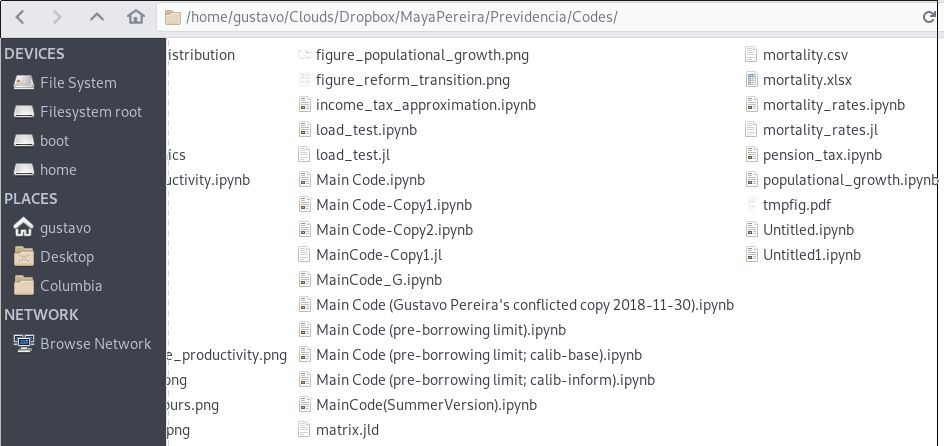 /home/gustavo/Clouds/Dropbox/MayaPereira/Previdencia/Codes/
DEVICES
File System
Filesystem root
boot
home
PLACES
gustavo
Desktop
Columbia
NETWORK
Browse Network
istribution
ics
uctivity.ipynb
e_productivity.png
png
ours.png
png
figure_populational_growth.png
figure_reform_transition.png
income_tax_approximation.ipynb
load_test.ipynb
load_test.jl
Main Code.ipynb
Main Code-Copy1.ipynb
Main Code-Copy2.ipynb
MainCode-Copy1.jl
MainCode_G.ipynb
Main Code (Gustavo Pereira's conflicted copy 2018-11-30).ipynb
Main Code (pre-borrowing limit).ipynb
Main Code (pre-borrowing limit; calib-base).ipynb
Main Code (pre-borrowing limit; calib-inform).ipynb
MainCode(SummerVersion).ipynb
matrix.jld
mortality.csv
mortality.xlsx
mortality_rates.ipynb
mortality_rates.jl
pension_tax.ipynb
populational_growth.ipynb
tmpfig.pdf
Untitled.ipynb
Untitled1.ipynb